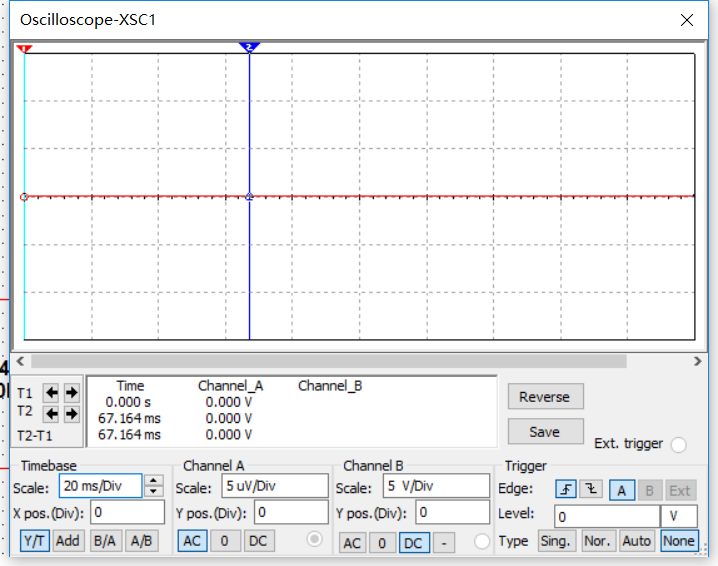 Oscilloscope-XSC1
1
2
Time Channel_A Channel_B
T1 0.000 s 0.000 V
T2 67.164 ms 0.000 V
T2-T1 67.164 ms 0.000 V
Reverse
Save
Ext. trigger
Timebase
Scale: 20 ms/Div
X pos.(Div): 0
Y/T Add B/A A/B
Channel A
Scale: 5 uV/Div
Y pos.(Div): 0
AC 0 DC
Channel B
Scale: 5 V/Div
Y pos.(Div): 0
AC 0 DC -
Trigger
Edge: A B Ext
Level: 0 V
Type Sing. Nor. Auto None